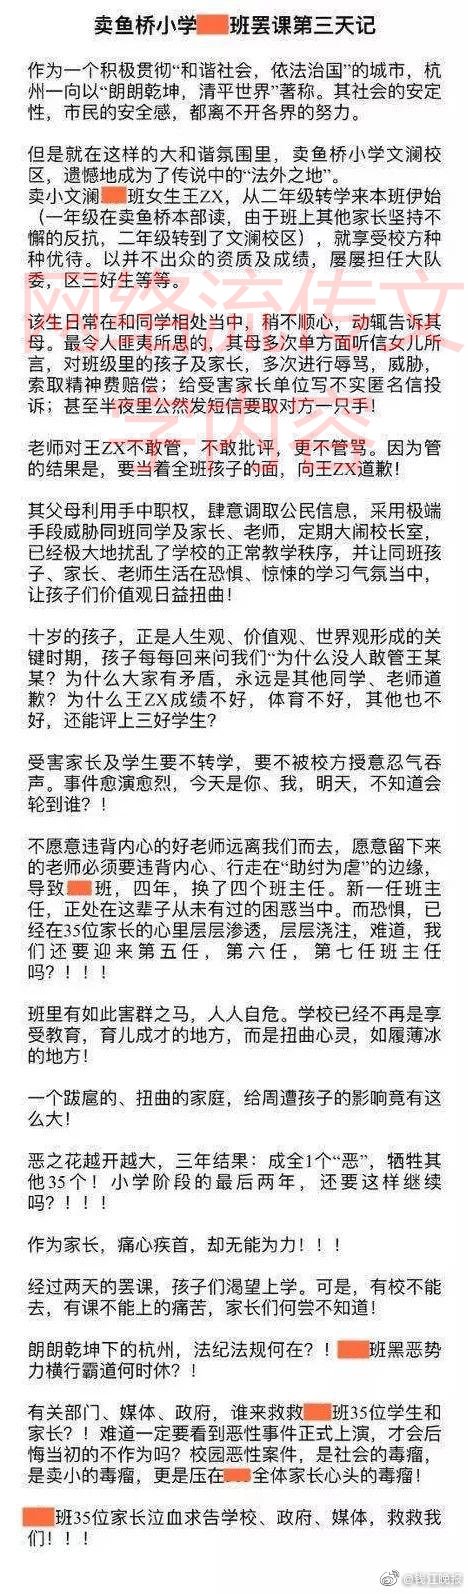 卖鱼桥小学班罢课第三天记
作为一个积极贯彻“和谐社会，依法治国”的城市，杭
州一向以“朗朗乾坤，清平世界”著称。其社会的安定
性，市民的安全感，都离不开各界的努力。
但是就在这样的大和谐氛围里，卖鱼桥小学文澜校
区，遗憾地成为了传说中的“法外之地”。
卖小文澜班女生王ZX，从二年级转学来本班伊始
（一年级在卖鱼桥本部读，由于班上其他家长坚持不
懈的反抗，二年级转到了文澜校区），就享受校方种
种优待。以并不出众的资质及成绩，屡屡担任大队
委，区三好生等等。
该生日常在和同学相处当中，稍不顺心，动辄告诉其
母。最令人匪夷所思的，其母多次单方面听信女儿所
言，对班级里的孩子及家长，多次进行辱骂，威胁，
索取精神费赔偿；给受害家长单位写不实匿名信投
诉；甚至半夜里公然发短信要取对方一只手！
老师对王ZX不敢管，不敢批评，更不管骂。因为管
的结果是，要当着全班孩子的面，向王ZX道歉！
其父母利用手中职权，肆意调取公民信息，采用极端
手段威胁同班同学及家长、老师，定期大闹校长室，
已经极大地扰乱了学校的正常教学秩序，并让同班孩
子、家长、老师生活在恐惧、惊悚的学习气氛当中，
让孩子们价值观日益扭曲！
十岁的孩子，正是人生观、价值观、世界观形成的关
键时期，孩子每每回来问我们“为什么没人敢管王某
某？为什么大家有矛盾，永远是其他同学、老师道
歉？为什么王ZX成绩不好，体育不好，其他也不
好，还能评上三好学生？
受害家长及学生要不转学，要不被校方授意忍气吞
声。事件愈演愈烈，今天是你、我，明天，不知道会
轮到谁？！
不愿意违背内心的好老师远离我们而去，愿意留下来
的老师必须要违背内心、行走在“助纣为虐”的边缘，
导致班，四年，换了四个班主任。新一任班主
任，正处在这辈子从未有过的困惑当中。而恐惧，已
经在35位家长的心里层层渗透，层层浇注，难道，我
们还要迎来第五任，第六任，第七任班主任
吗？！！！
班里有如此害群之马，人人自危。学校已经不再是享
受教育，育儿成才的地方，而是扭曲心灵，如履薄冰
的地方！
一个跋扈的、扭曲的家庭，给周遭孩子的影响竟有这
么大！
恶之花越开越大，三年结果：成全1个“恶”，牺牲其
他35个！小学阶段的最后两年，还要这样继续
吗？！！！
作为家长，痛心疾首，却无能为力！！！
经过两天的罢课，孩子们渴望上学。可是，有校不能
去，有课不能上的痛苦，家长们何尝不知道！
朗朗乾坤下的杭州，法纪法规何在？！班黑恶势
力横行霸道何时休？！
有关部门、媒体、政府，谁来救救班35位学生和
家长？！难道一定要看到恶性事件正式上演，才会后
悔当初的不作为吗？校园恶性案件，是社会的毒瘤，
是卖小的毒瘤，更是压在全体家长心头的毒瘤！
班35位家长泣血求告学校、政府、媒体，救救我
们！！！
网络流传文
字内容
@钱江晚报